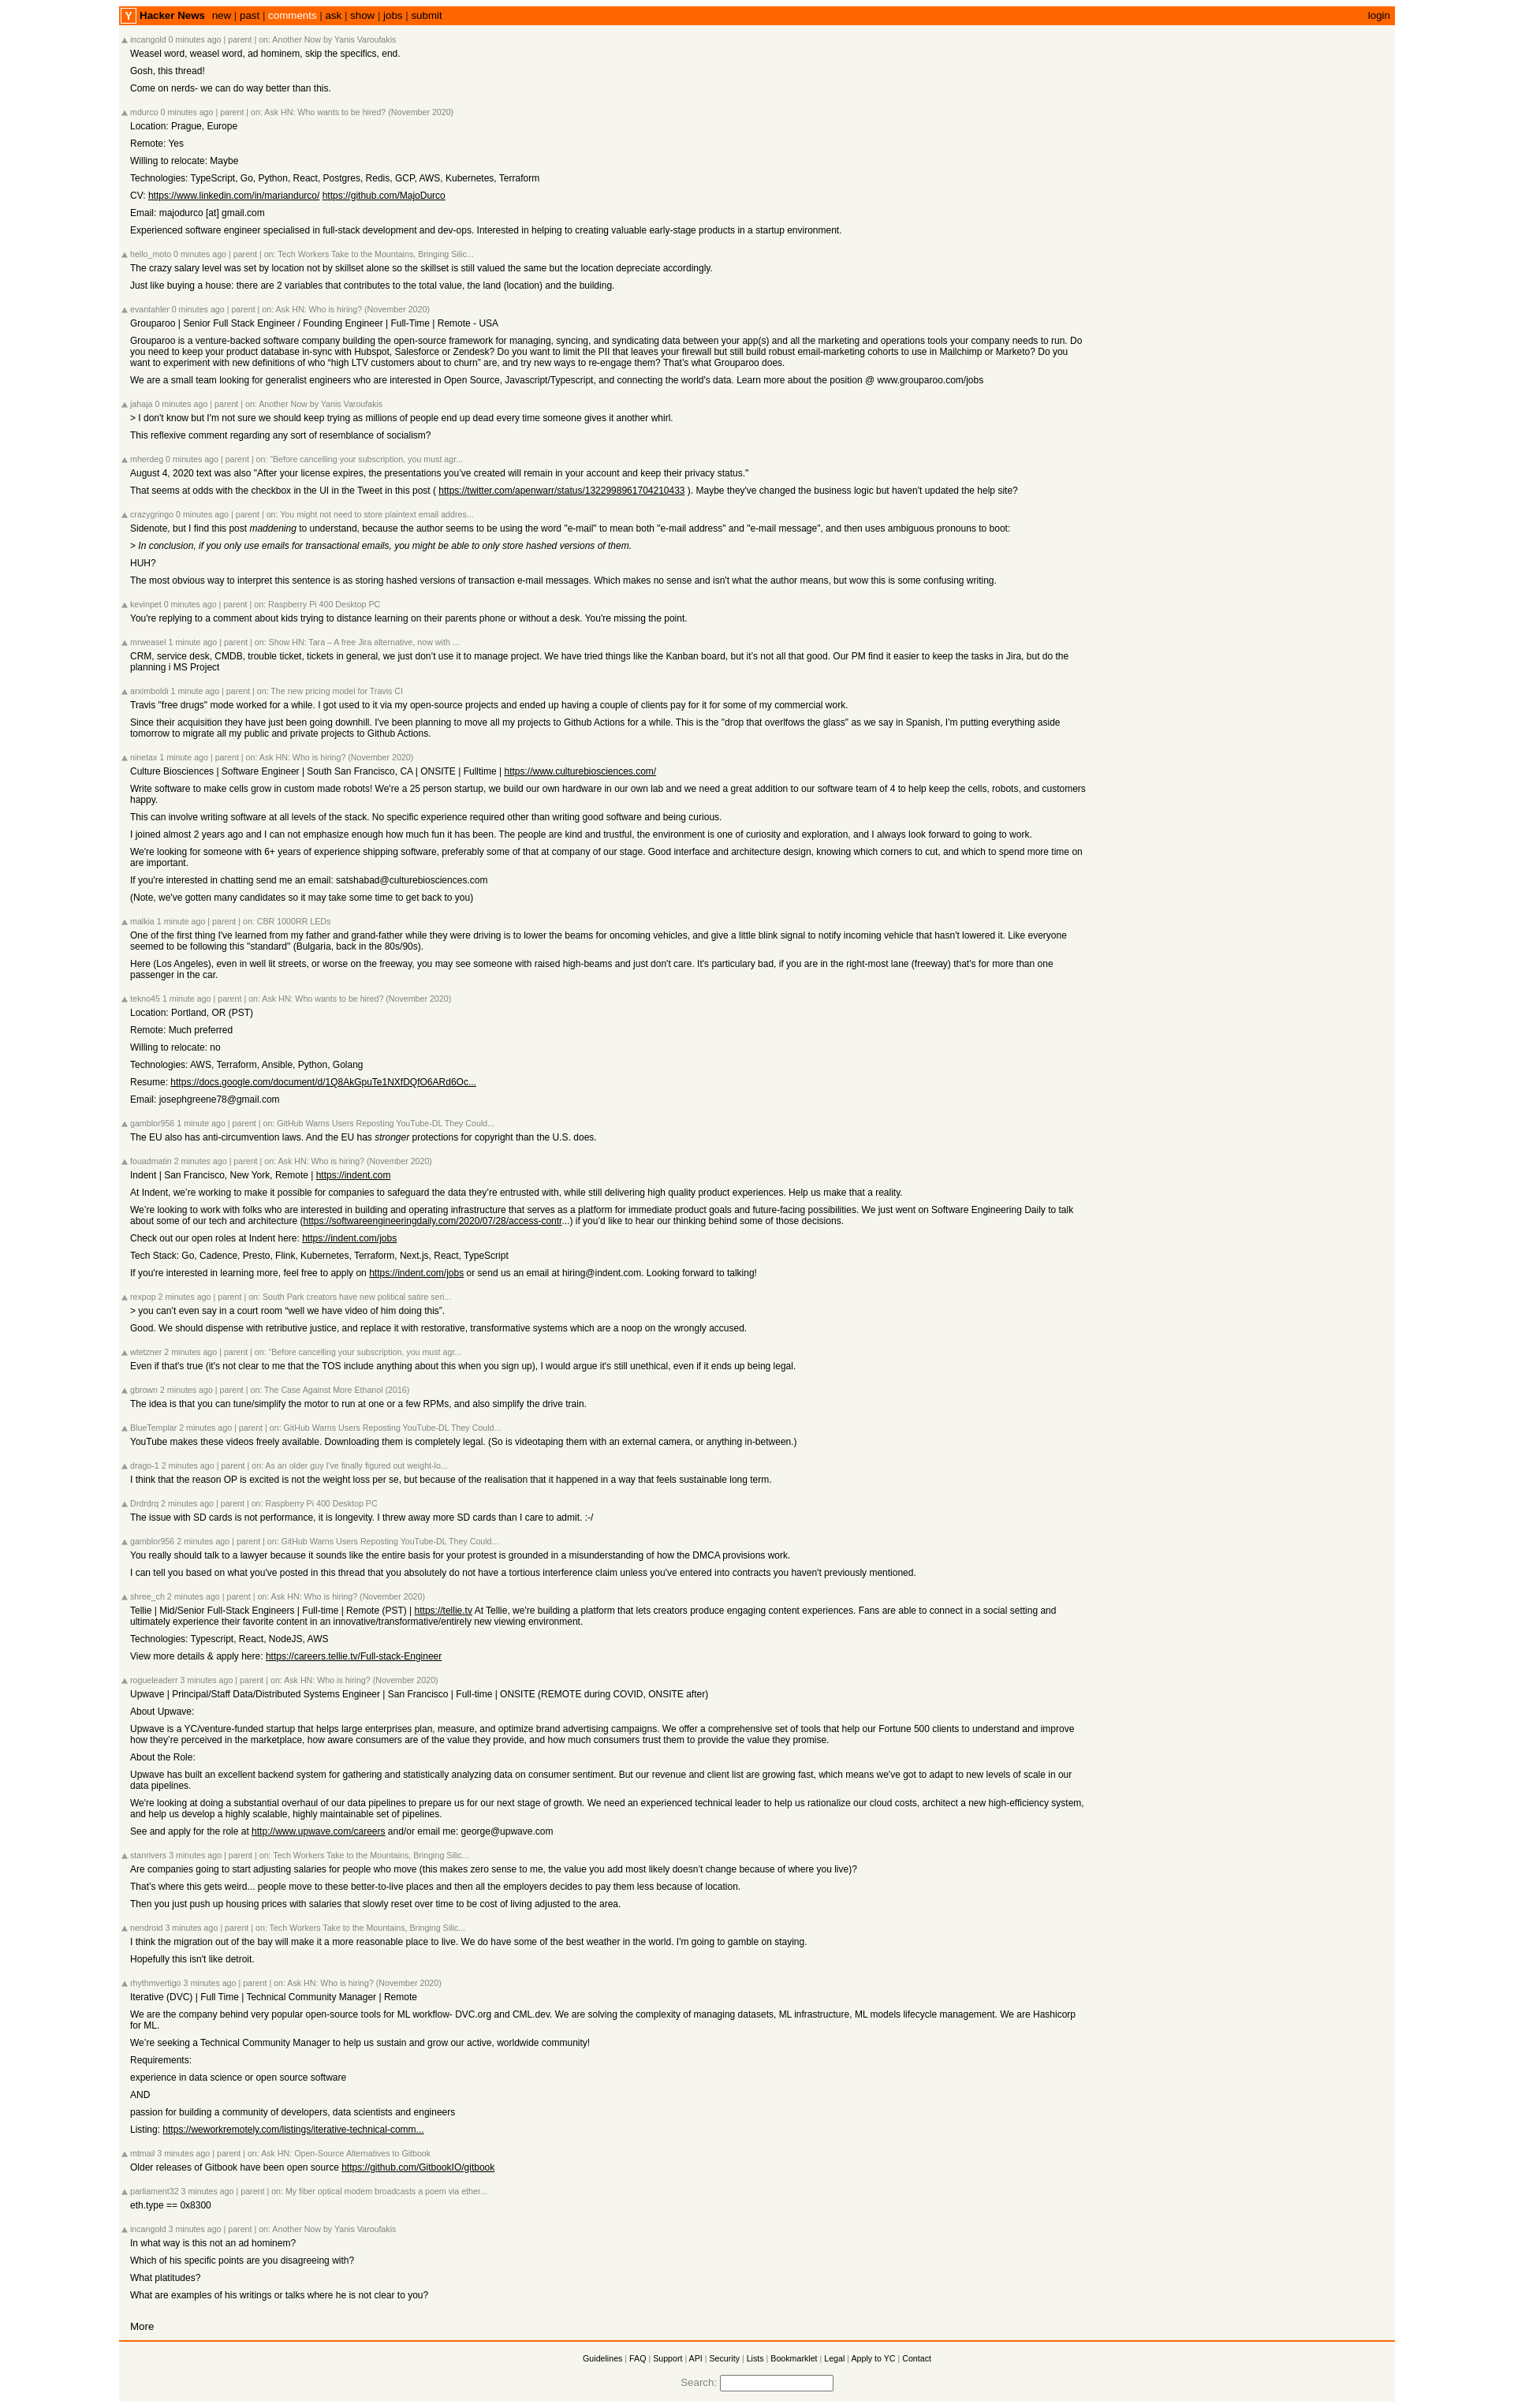 Y Hacker News new | past | comments | ask | show | jobs | submit login
incangold 0 minutes ago | parent | on: Another Now by Yanis Varoufakis
Weasel word, weasel word, ad hominem, skip the specifics, end.
Gosh, this thread!
Come on nerds- we can do way better than this.
mdurco 0 minutes ago | parent | on: Ask HN: Who wants to be hired? (November 2020)
Location: Prague, Europe
Remote: Yes
Willing to relocate: Maybe
Technologies: TypeScript, Go, Python, React, Postgres, Redis, GCP, AWS, Kubernetes, Terraform
CV: https://www.linkedin.com/in/mariandurco/ https://github.com/MajoDurco
Email: majodurco [at] gmail.com
Experienced software engineer specialised in full-stack development and dev-ops. Interested in helping to creating valuable early-stage products in a startup environment.
hello_moto 0 minutes ago | parent | on: Tech Workers Take to the Mountains, Bringing Silic...
The crazy salary level was set by location not by skillset alone so the skillset is still valued the same but the location depreciate accordingly.
Just like buying a house: there are 2 variables that contributes to the total value, the land (location) and the building.
evantahler 0 minutes ago | parent | on: Ask HN: Who is hiring? (November 2020)
Grouparoo | Senior Full Stack Engineer / Founding Engineer | Full-Time | Remote - USA
Grouparoo is a venture-backed software company building the open-source framework for managing, syncing, and syndicating data between your app(s) and all the marketing and operations tools your company needs to run. Do
you need to keep your product database in-sync with Hubspot, Salesforce or Zendesk? Do you want to limit the PII that leaves your firewall but still build robust email-marketing cohorts to use in Mailchimp or Marketo? Do you
want to experiment with new definitions of who “high LTV customers about to churn” are, and try new ways to re-engage them? That's what Grouparoo does.
We are a small team looking for generalist engineers who are interested in Open Source, Javascript/Typescript, and connecting the world's data. Learn more about the position @ www.grouparoo.com/jobs
jahaja 0 minutes ago | parent | on: Another Now by Yanis Varoufakis
> I don't know but I'm not sure we should keep trying as millions of people end up dead every time someone gives it another whirl.
This reflexive comment regarding any sort of resemblance of socialism?
mherdeg 0 minutes ago | parent | on: “Before cancelling your subscription, you must agr...
August 4, 2020 text was also "After your license expires, the presentations you've created will remain in your account and keep their privacy status."
That seems at odds with the checkbox in the UI in the Tweet in this post ( https://twitter.com/apenwarr/status/1322998961704210433 ). Maybe they've changed the business logic but haven't updated the help site?
crazygringo 0 minutes ago | parent | on: You might not need to store plaintext email addres...
Sidenote, but I find this post maddening to understand, because the author seems to be using the word "e-mail" to mean both "e-mail address" and "e-mail message", and then uses ambiguous pronouns to boot:
> In conclusion, if you only use emails for transactional emails, you might be able to only store hashed versions of them.
HUH?
The most obvious way to interpret this sentence is as storing hashed versions of transaction e-mail messages. Which makes no sense and isn't what the author means, but wow this is some confusing writing.
kevinpet 0 minutes ago | parent | on: Raspberry Pi 400 Desktop PC
You're replying to a comment about kids trying to distance learning on their parents phone or without a desk. You're missing the point.
mrweasel 1 minute ago | parent | on: Show HN: Tara – A free Jira alternative, now with ...
CRM, service desk, CMDB, trouble ticket, tickets in general, we just don’t use it to manage project. We have tried things like the Kanban board, but it’s not all that good. Our PM find it easier to keep the tasks in Jira, but do the
planning i MS Project
arximboldi 1 minute ago | parent | on: The new pricing model for Travis CI
Travis "free drugs" mode worked for a while. I got used to it via my open-source projects and ended up having a couple of clients pay for it for some of my commercial work.
Since their acquisition they have just been going downhill. I've been planning to move all my projects to Github Actions for a while. This is the "drop that overlfows the glass" as we say in Spanish, I'm putting everything aside
tomorrow to migrate all my public and private projects to Github Actions.
ninetax 1 minute ago | parent | on: Ask HN: Who is hiring? (November 2020)
Culture Biosciences | Software Engineer | South San Francisco, CA | ONSITE | Fulltime | https://www.culturebiosciences.com/
Write software to make cells grow in custom made robots! We're a 25 person startup, we build our own hardware in our own lab and we need a great addition to our software team of 4 to help keep the cells, robots, and customers
happy.
This can involve writing software at all levels of the stack. No specific experience required other than writing good software and being curious.
I joined almost 2 years ago and I can not emphasize enough how much fun it has been. The people are kind and trustful, the environment is one of curiosity and exploration, and I always look forward to going to work.
We're looking for someone with 6+ years of experience shipping software, preferably some of that at company of our stage. Good interface and architecture design, knowing which corners to cut, and which to spend more time on
are important.
If you're interested in chatting send me an email: satshabad@culturebiosciences.com
(Note, we've gotten many candidates so it may take some time to get back to you)
malkia 1 minute ago | parent | on: CBR 1000RR LEDs
One of the first thing I've learned from my father and grand-father while they were driving is to lower the beams for oncoming vehicles, and give a little blink signal to notify incoming vehicle that hasn't lowered it. Like everyone
seemed to be following this "standard" (Bulgaria, back in the 80s/90s).
Here (Los Angeles), even in well lit streets, or worse on the freeway, you may see someone with raised high-beams and just don't care. It's particulary bad, if you are in the right-most lane (freeway) that's for more than one
passenger in the car.
tekno45 1 minute ago | parent | on: Ask HN: Who wants to be hired? (November 2020)
Location: Portland, OR (PST)
Remote: Much preferred
Willing to relocate: no
Technologies: AWS, Terraform, Ansible, Python, Golang
Resume: https://docs.google.com/document/d/1Q8AkGpuTe1NXfDQfO6ARd6Oc...
Email: josephgreene78@gmail.com
gamblor956 1 minute ago | parent | on: GitHub Warns Users Reposting YouTube-DL They Could...
The EU also has anti-circumvention laws. And the EU has stronger protections for copyright than the U.S. does.
fouadmatin 2 minutes ago | parent | on: Ask HN: Who is hiring? (November 2020)
Indent | San Francisco, New York, Remote | https://indent.com
At Indent, we’re working to make it possible for companies to safeguard the data they’re entrusted with, while still delivering high quality product experiences. Help us make that a reality.
We’re looking to work with folks who are interested in building and operating infrastructure that serves as a platform for immediate product goals and future-facing possibilities. We just went on Software Engineering Daily to talk
about some of our tech and architecture (https://softwareengineeringdaily.com/2020/07/28/access-contr...) if you’d like to hear our thinking behind some of those decisions.
Check out our open roles at Indent here: https://indent.com/jobs
Tech Stack: Go, Cadence, Presto, Flink, Kubernetes, Terraform, Next.js, React, TypeScript
If you're interested in learning more, feel free to apply on https://indent.com/jobs or send us an email at hiring@indent.com. Looking forward to talking!
rexpop 2 minutes ago | parent | on: South Park creators have new political satire seri...
> you can’t even say in a court room “well we have video of him doing this”.
Good. We should dispense with retributive justice, and replace it with restorative, transformative systems which are a noop on the wrongly accused.
wtetzner 2 minutes ago | parent | on: “Before cancelling your subscription, you must agr...
Even if that's true (it's not clear to me that the TOS include anything about this when you sign up), I would argue it's still unethical, even if it ends up being legal.
gbrown 2 minutes ago | parent | on: The Case Against More Ethanol (2016)
The idea is that you can tune/simplify the motor to run at one or a few RPMs, and also simplify the drive train.
BlueTemplar 2 minutes ago | parent | on: GitHub Warns Users Reposting YouTube-DL They Could...
YouTube makes these videos freely available. Downloading them is completely legal. (So is videotaping them with an external camera, or anything in-between.)
drago-1 2 minutes ago | parent | on: As an older guy I've finally figured out weight-lo...
I think that the reason OP is excited is not the weight loss per se, but because of the realisation that it happened in a way that feels sustainable long term.
Drdrdrq 2 minutes ago | parent | on: Raspberry Pi 400 Desktop PC
The issue with SD cards is not performance, it is longevity. I threw away more SD cards than I care to admit. :-/
gamblor956 2 minutes ago | parent | on: GitHub Warns Users Reposting YouTube-DL They Could...
You really should talk to a lawyer because it sounds like the entire basis for your protest is grounded in a misunderstanding of how the DMCA provisions work.
I can tell you based on what you've posted in this thread that you absolutely do not have a tortious interference claim unless you've entered into contracts you haven't previously mentioned.
shree_ch 2 minutes ago | parent | on: Ask HN: Who is hiring? (November 2020)
Tellie | Mid/Senior Full-Stack Engineers | Full-time | Remote (PST) | https://tellie.tv At Tellie, we're building a platform that lets creators produce engaging content experiences. Fans are able to connect in a social setting and
ultimately experience their favorite content in an innovative/transformative/entirely new viewing environment.
Technologies: Typescript, React, NodeJS, AWS
View more details & apply here: https://careers.tellie.tv/Full-stack-Engineer
rogueleaderr 3 minutes ago | parent | on: Ask HN: Who is hiring? (November 2020)
Upwave | Principal/Staff Data/Distributed Systems Engineer | San Francisco | Full-time | ONSITE (REMOTE during COVID, ONSITE after)
About Upwave:
Upwave is a YC/venture-funded startup that helps large enterprises plan, measure, and optimize brand advertising campaigns. We offer a comprehensive set of tools that help our Fortune 500 clients to understand and improve
how they’re perceived in the marketplace, how aware consumers are of the value they provide, and how much consumers trust them to provide the value they promise.
About the Role:
Upwave has built an excellent backend system for gathering and statistically analyzing data on consumer sentiment. But our revenue and client list are growing fast, which means we've got to adapt to new levels of scale in our
data pipelines.
We're looking at doing a substantial overhaul of our data pipelines to prepare us for our next stage of growth. We need an experienced technical leader to help us rationalize our cloud costs, architect a new high-efficiency system,
and help us develop a highly scalable, highly maintainable set of pipelines.
See and apply for the role at http://www.upwave.com/careers and/or email me: george@upwave.com
stanrivers 3 minutes ago | parent | on: Tech Workers Take to the Mountains, Bringing Silic...
Are companies going to start adjusting salaries for people who move (this makes zero sense to me, the value you add most likely doesn’t change because of where you live)?
That’s where this gets weird... people move to these better-to-live places and then all the employers decides to pay them less because of location.
Then you just push up housing prices with salaries that slowly reset over time to be cost of living adjusted to the area.
nendroid 3 minutes ago | parent | on: Tech Workers Take to the Mountains, Bringing Silic...
I think the migration out of the bay will make it a more reasonable place to live. We do have some of the best weather in the world. I'm going to gamble on staying.
Hopefully this isn't like detroit.
rhythmvertigo 3 minutes ago | parent | on: Ask HN: Who is hiring? (November 2020)
Iterative (DVC) | Full Time | Technical Community Manager | Remote
We are the company behind very popular open-source tools for ML workflow- DVC.org and CML.dev. We are solving the complexity of managing datasets, ML infrastructure, ML models lifecycle management. We are Hashicorp
for ML.
We’re seeking a Technical Community Manager to help us sustain and grow our active, worldwide community!
Requirements:
experience in data science or open source software
AND
passion for building a community of developers, data scientists and engineers
Listing: https://weworkremotely.com/listings/iterative-technical-comm...
mtmail 3 minutes ago | parent | on: Ask HN: Open-Source Alternatives to Gitbook
Older releases of Gitbook have been open source https://github.com/GitbookIO/gitbook
parliament32 3 minutes ago | parent | on: My fiber optical modem broadcasts a poem via ether...
eth.type == 0x8300
incangold 3 minutes ago | parent | on: Another Now by Yanis Varoufakis
In what way is this not an ad hominem?
Which of his specific points are you disagreeing with?
What platitudes?
What are examples of his writings or talks where he is not clear to you?
More
Guidelines | FAQ | Support | API | Security | Lists | Bookmarklet | Legal | Apply to YC | Contact
Search: